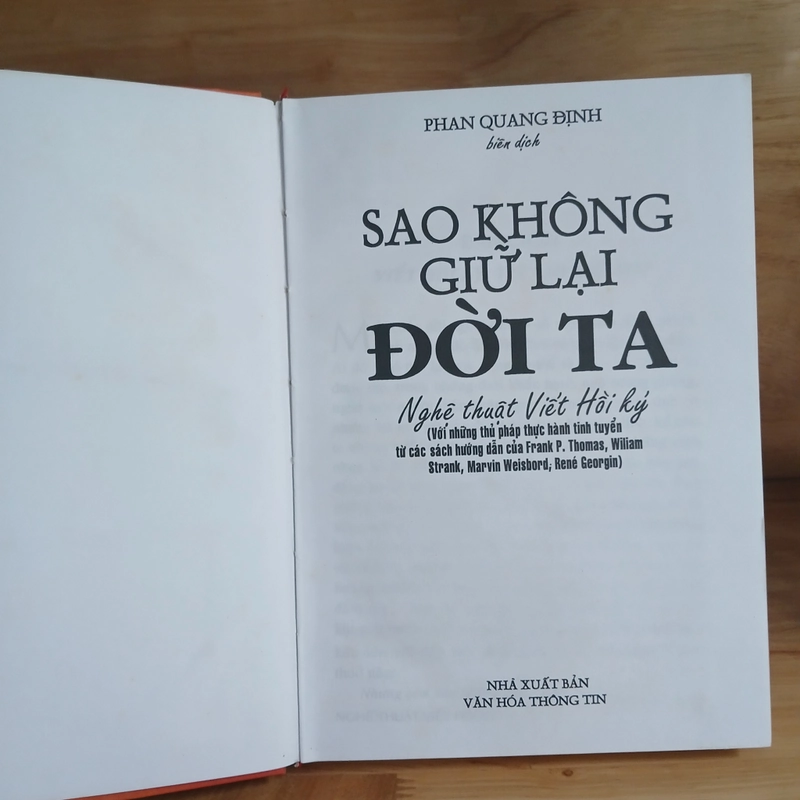 PHAN QUANG ĐỊNH
biên dịch
SAO KHÔNG
GIỮ LẠI
ĐỜI TA
Nghệ thuật Viết Hồi ký
(Với những thủ pháp thực hành tinh tuyển
từ các sách hướng dẫn của Frank P. Thomas, Wiliam
Strank, Marvin Weisbord, René Georgin)
NHÀ XUẤT BẢN
VĂN HÓA THÔNG TIN